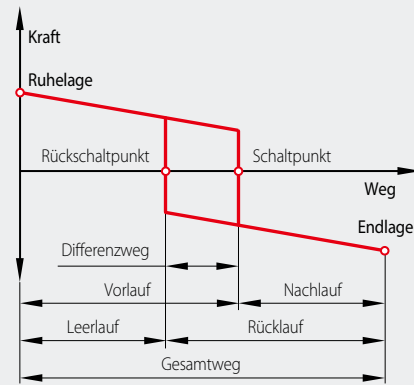 Kraft
Ruhelage
Rückschaltpunkt
Schaltpunkt
Weg
Endlage
Differenzweg
Vorlauf
Nachlauf
Leerlauf
Rücklauf
Gesamtweg